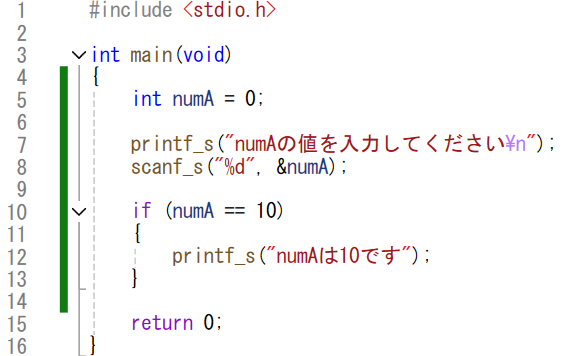 1 #include <stdio.h>
2
3 int main(void)
4 {
5     int numA = 0;
6
7     printf_s("numAの値を入力してください¥n");
8     scanf_s("%d", &numA);
9
10     if (numA == 10)
11     {
12         printf_s("numAは10です");
13     }
14
15     return 0;
16 }